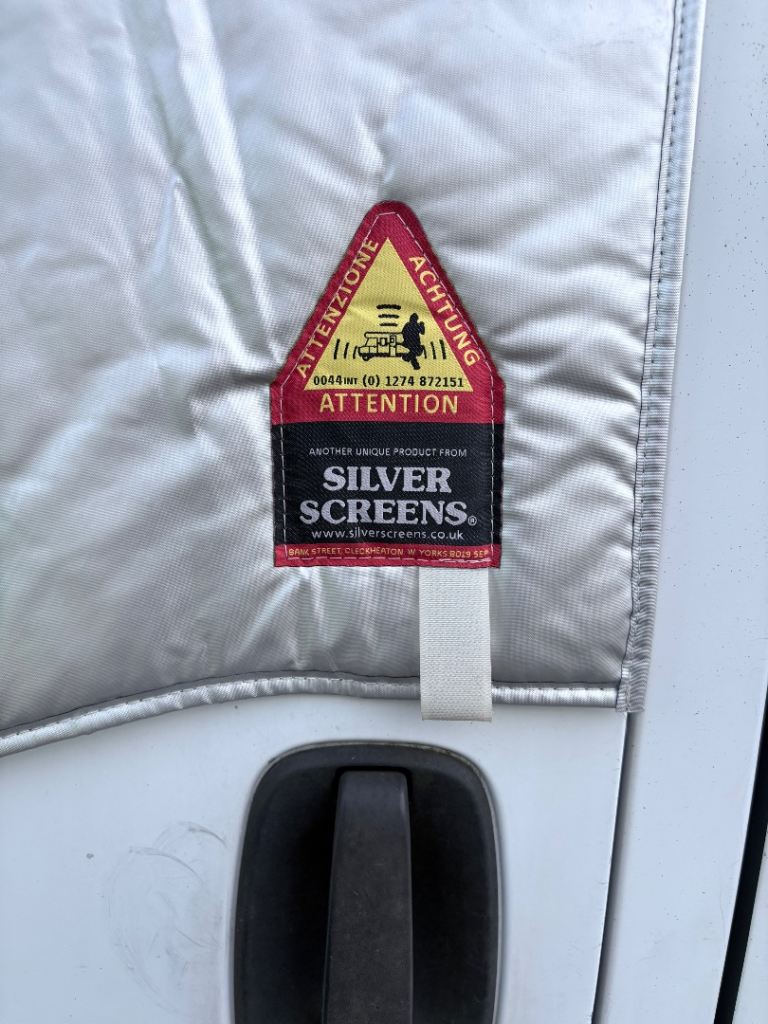 ATTENZIONE
ACHTUNG
0044INT (0) 1274 872151
ATTENTION
ANOTHER UNIQUE PRODUCT FROM
SILVER
SCREENS®
www.silverscreens.co.uk
BANK STREET, CLECKHEATON W YORKS BD19 5EP